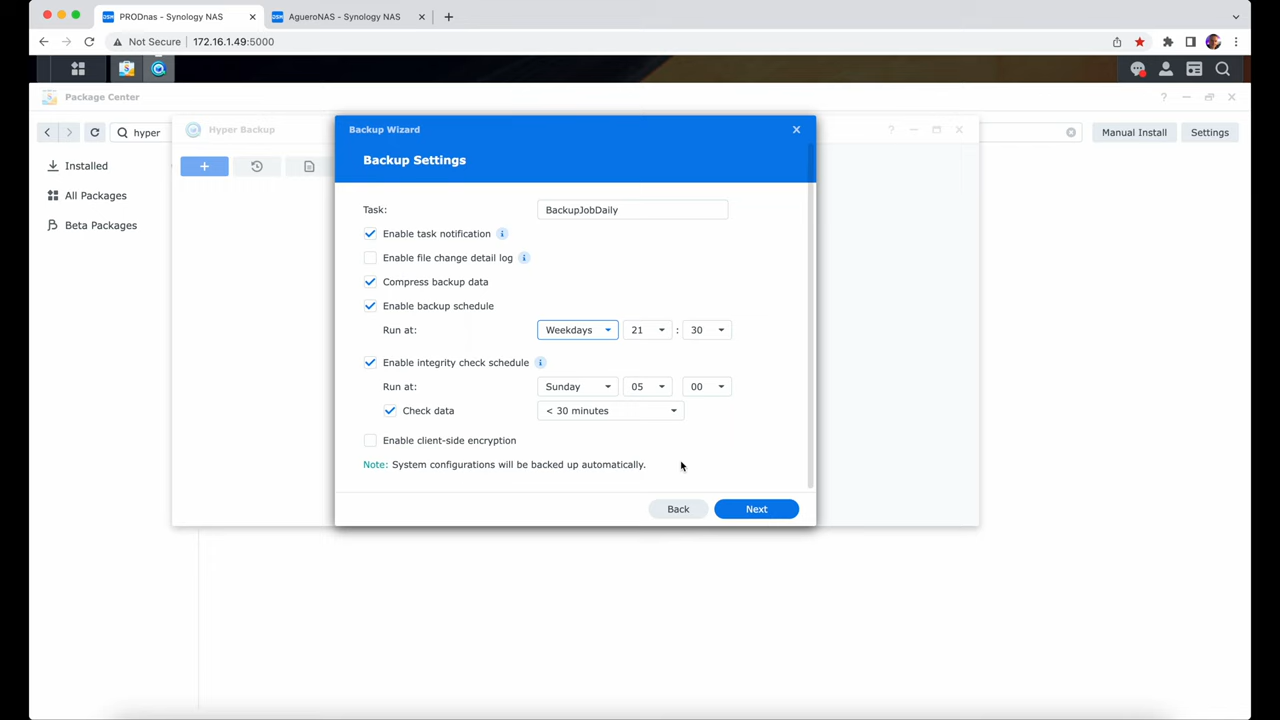 PRODnas - Synology NAS
AgueroNAS - Synology NAS
Not Secure 172.16.1.49:5000
Package Center
hyper
Manual Install
Settings
Installed
All Packages
Beta Packages
Hyper Backup
Backup Wizard
Backup Settings
Task: BackupJobDaily
Enable task notification
Enable file change detail log
Compress backup data
Enable backup schedule
Run at: Weekdays 21 : 30
Enable integrity check schedule
Run at: Sunday 05 00
Check data < 30 minutes
Enable client-side encryption
Note: System configurations will be backed up automatically.
Back Next